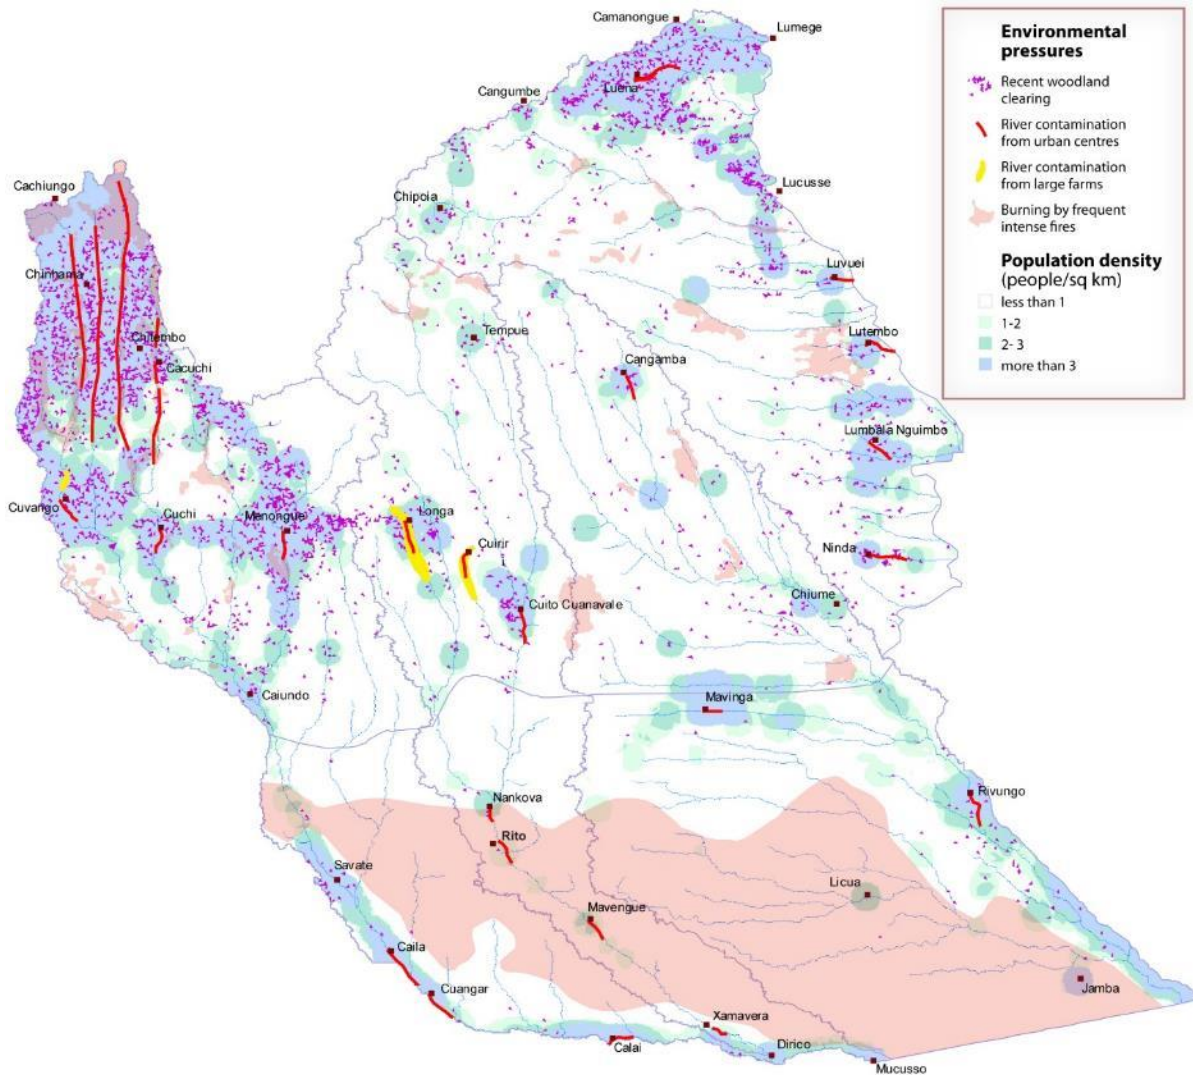 Camanongue
Lumege
Luena
Cangumbe
Cachiungo
Chipoia
Lucusse
Chinhama
Luvuei
Chitembo
Cacuchi
Tempue
Lutembo
Cangamba
Lumbala Nguimbo
Cuvango
Cuchi
Menongue
Longa
Cuirir
Ninda
Cuito Cuanavale
Chiume
Caiundo
Mavinga
Nankova
Rivungo
Rito
Savate
Licua
Mavengue
Caila
Cuangar
Jamba
Xamavera
Calai
Dirico
Mucusso
Environmental
pressures
Recent woodland
clearing
River contamination
from urban centres
River contamination
from large farms
Burning by frequent
intense fires
Population density
(people/sq km)
less than 1
1-2
2- 3
more than 3